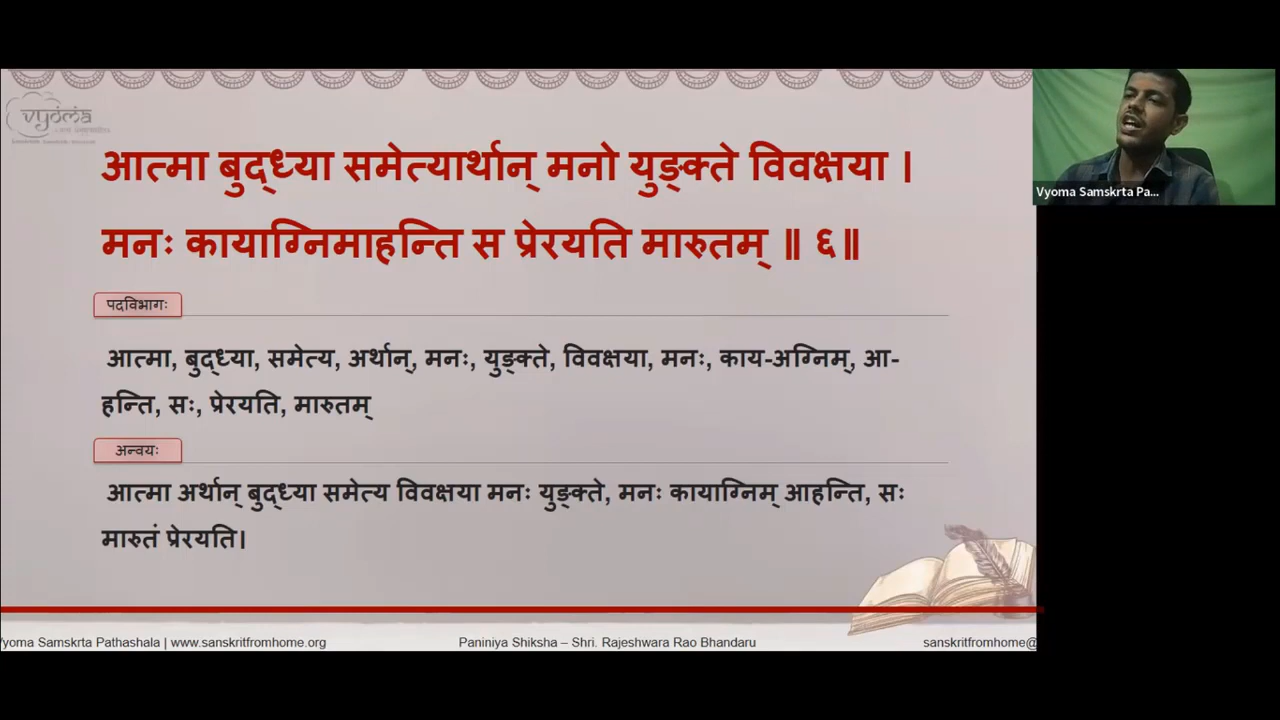 vyoma
आत्मा बुद्ध्या समेत्यार्थान् मनो युङ्क्ते विवक्षया ।
मनः कायाग्निमाहन्ति स प्रेरयति मारुतम् ॥ ६॥
पदविभागः
आत्मा, बुद्ध्या, समेत्य, अर्थान्, मनः, युङ्क्ते, विवक्षया, मनः, काय-अग्निम्, आ-
हन्ति, सः, प्रेरयति, मारुतम्
अन्वयः
आत्मा अर्थान् बुद्ध्या समेत्य विवक्षया मनः युङ्क्ते, मनः कायाग्निम् आहन्ति, सः
मारुतं प्रेरयति।
Vyoma Samskrta Pa...
Vyoma Samskrta Pathashala | www.sanskritfromhome.org
Paniniya Shiksha – Shri. Rajeshwara Rao Bhandaru
sanskritfromhome@